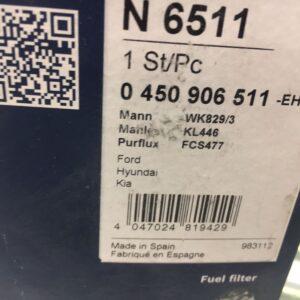 N 6511
1 St/Pc
0 450 906 511 -EH
Mann WK829/3
Mahle KL446
Purflux FCS477
Ford
Hyundai
Kia
4 047024 819429
Made in Spain 983112
Fabriqué en Espagne
Fuel filter